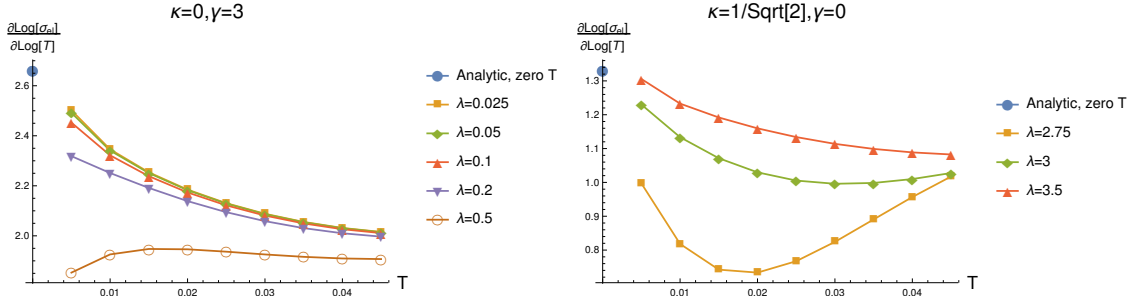 κ=0,γ=3
∂Log[σel]
∂Log[T]
2.6
2.4
2.2
2.0
0.01
0.02
0.03
0.04
T
Analytic, zero T
λ=0.025
λ=0.05
λ=0.1
λ=0.2
λ=0.5
κ=1/Sqrt[2],γ=0
∂Log[σel]
∂Log[T]
1.3
1.2
1.1
1.0
0.9
0.8
0.01
0.02
0.03
0.04
T
Analytic, zero T
λ=2.75
λ=3
λ=3.5